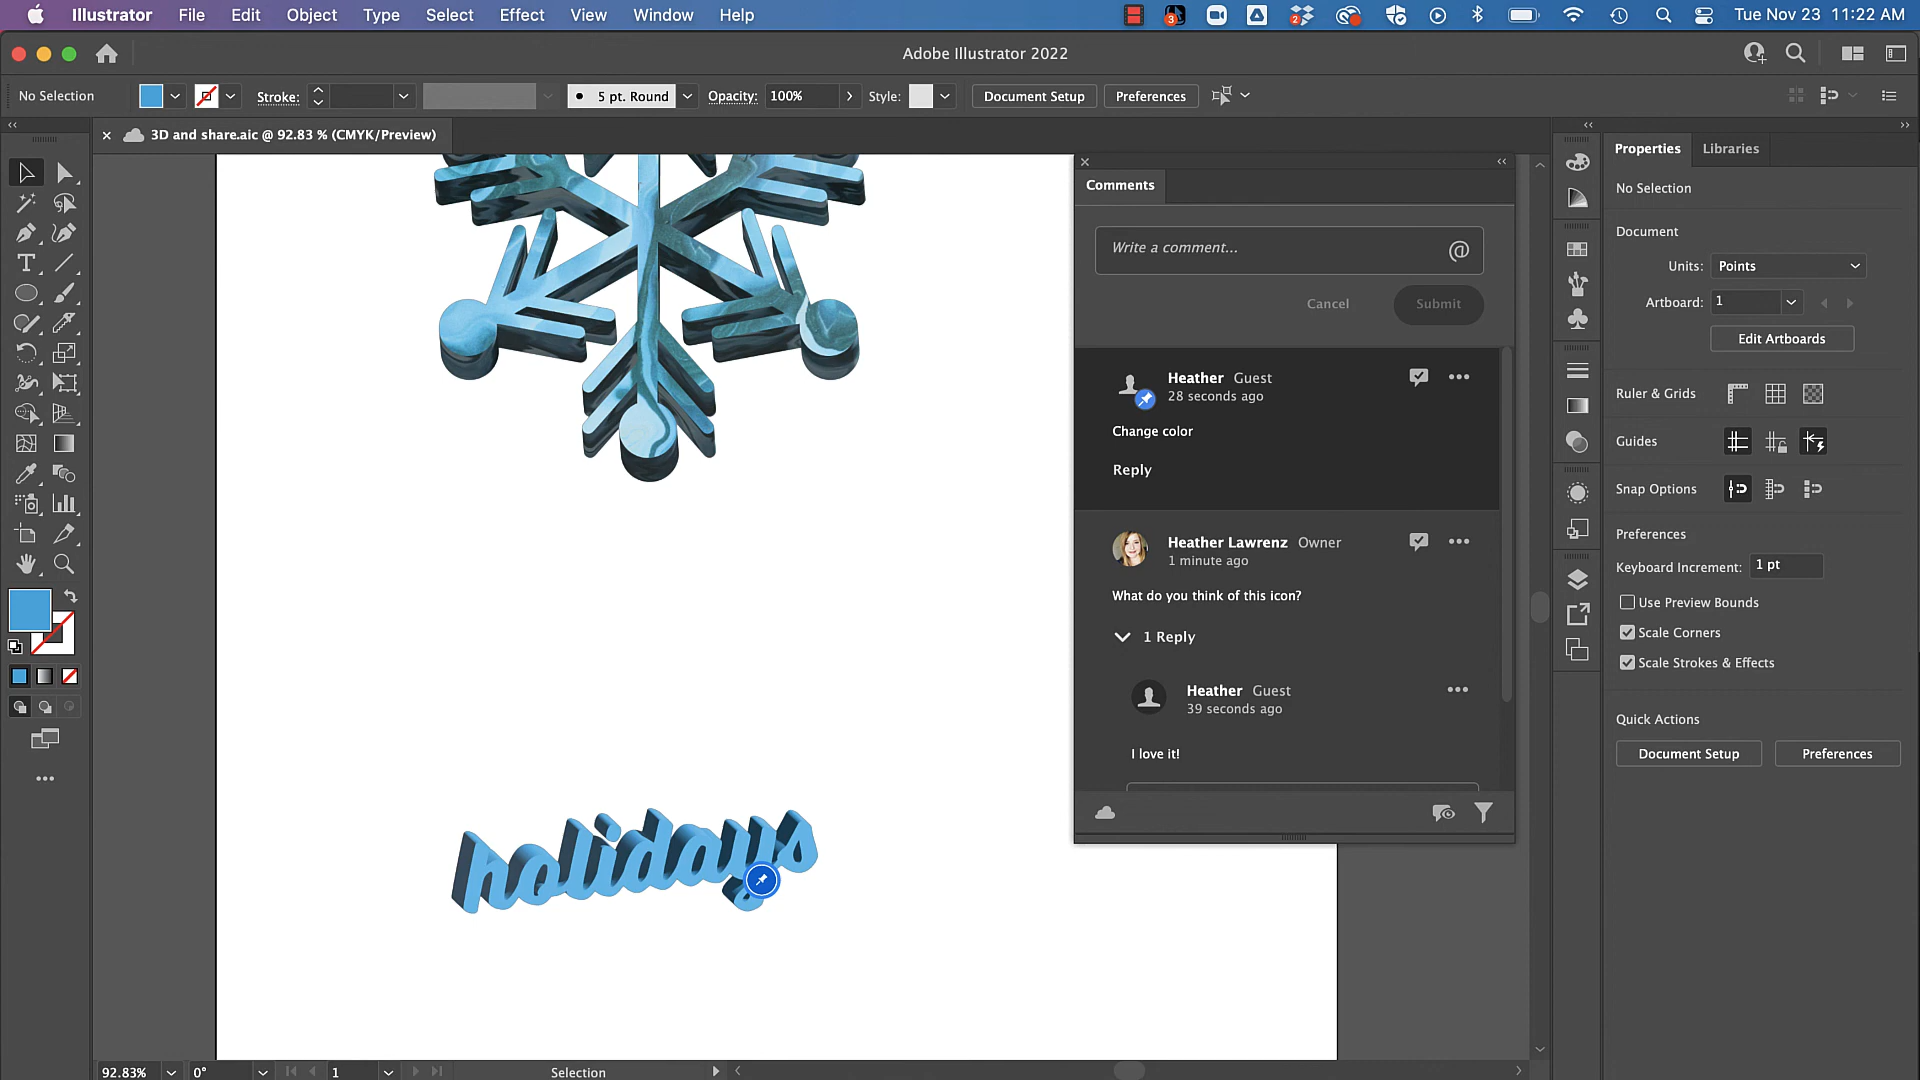 Illustrator File Edit Object Type Select Effect View Window Help 3 2 Tue Nov 23 11:22 AM
Adobe Illustrator 2022
No Selection Stroke: 5 pt. Round Opacity: 100% Style: Document Setup Preferences
3D and share.aic @ 92.83 % (CMYK/Preview)
Comments
Write a comment... @
Cancel Submit
Heather Guest
28 seconds ago
Change color
Reply
Heather Lawrenz Owner
1 minute ago
What do you think of this icon?
1 Reply
Heather Guest
39 seconds ago
I love it!
holidays
Properties Libraries
No Selection
Document
Units: Points
Artboard: 1
Edit Artboards
Ruler & Grids
Guides
Snap Options
Preferences
Keyboard Increment: 1 pt
Use Preview Bounds
Scale Corners
Scale Strokes & Effects
Quick Actions
Document Setup Preferences
92.83% 0° 1 Selection